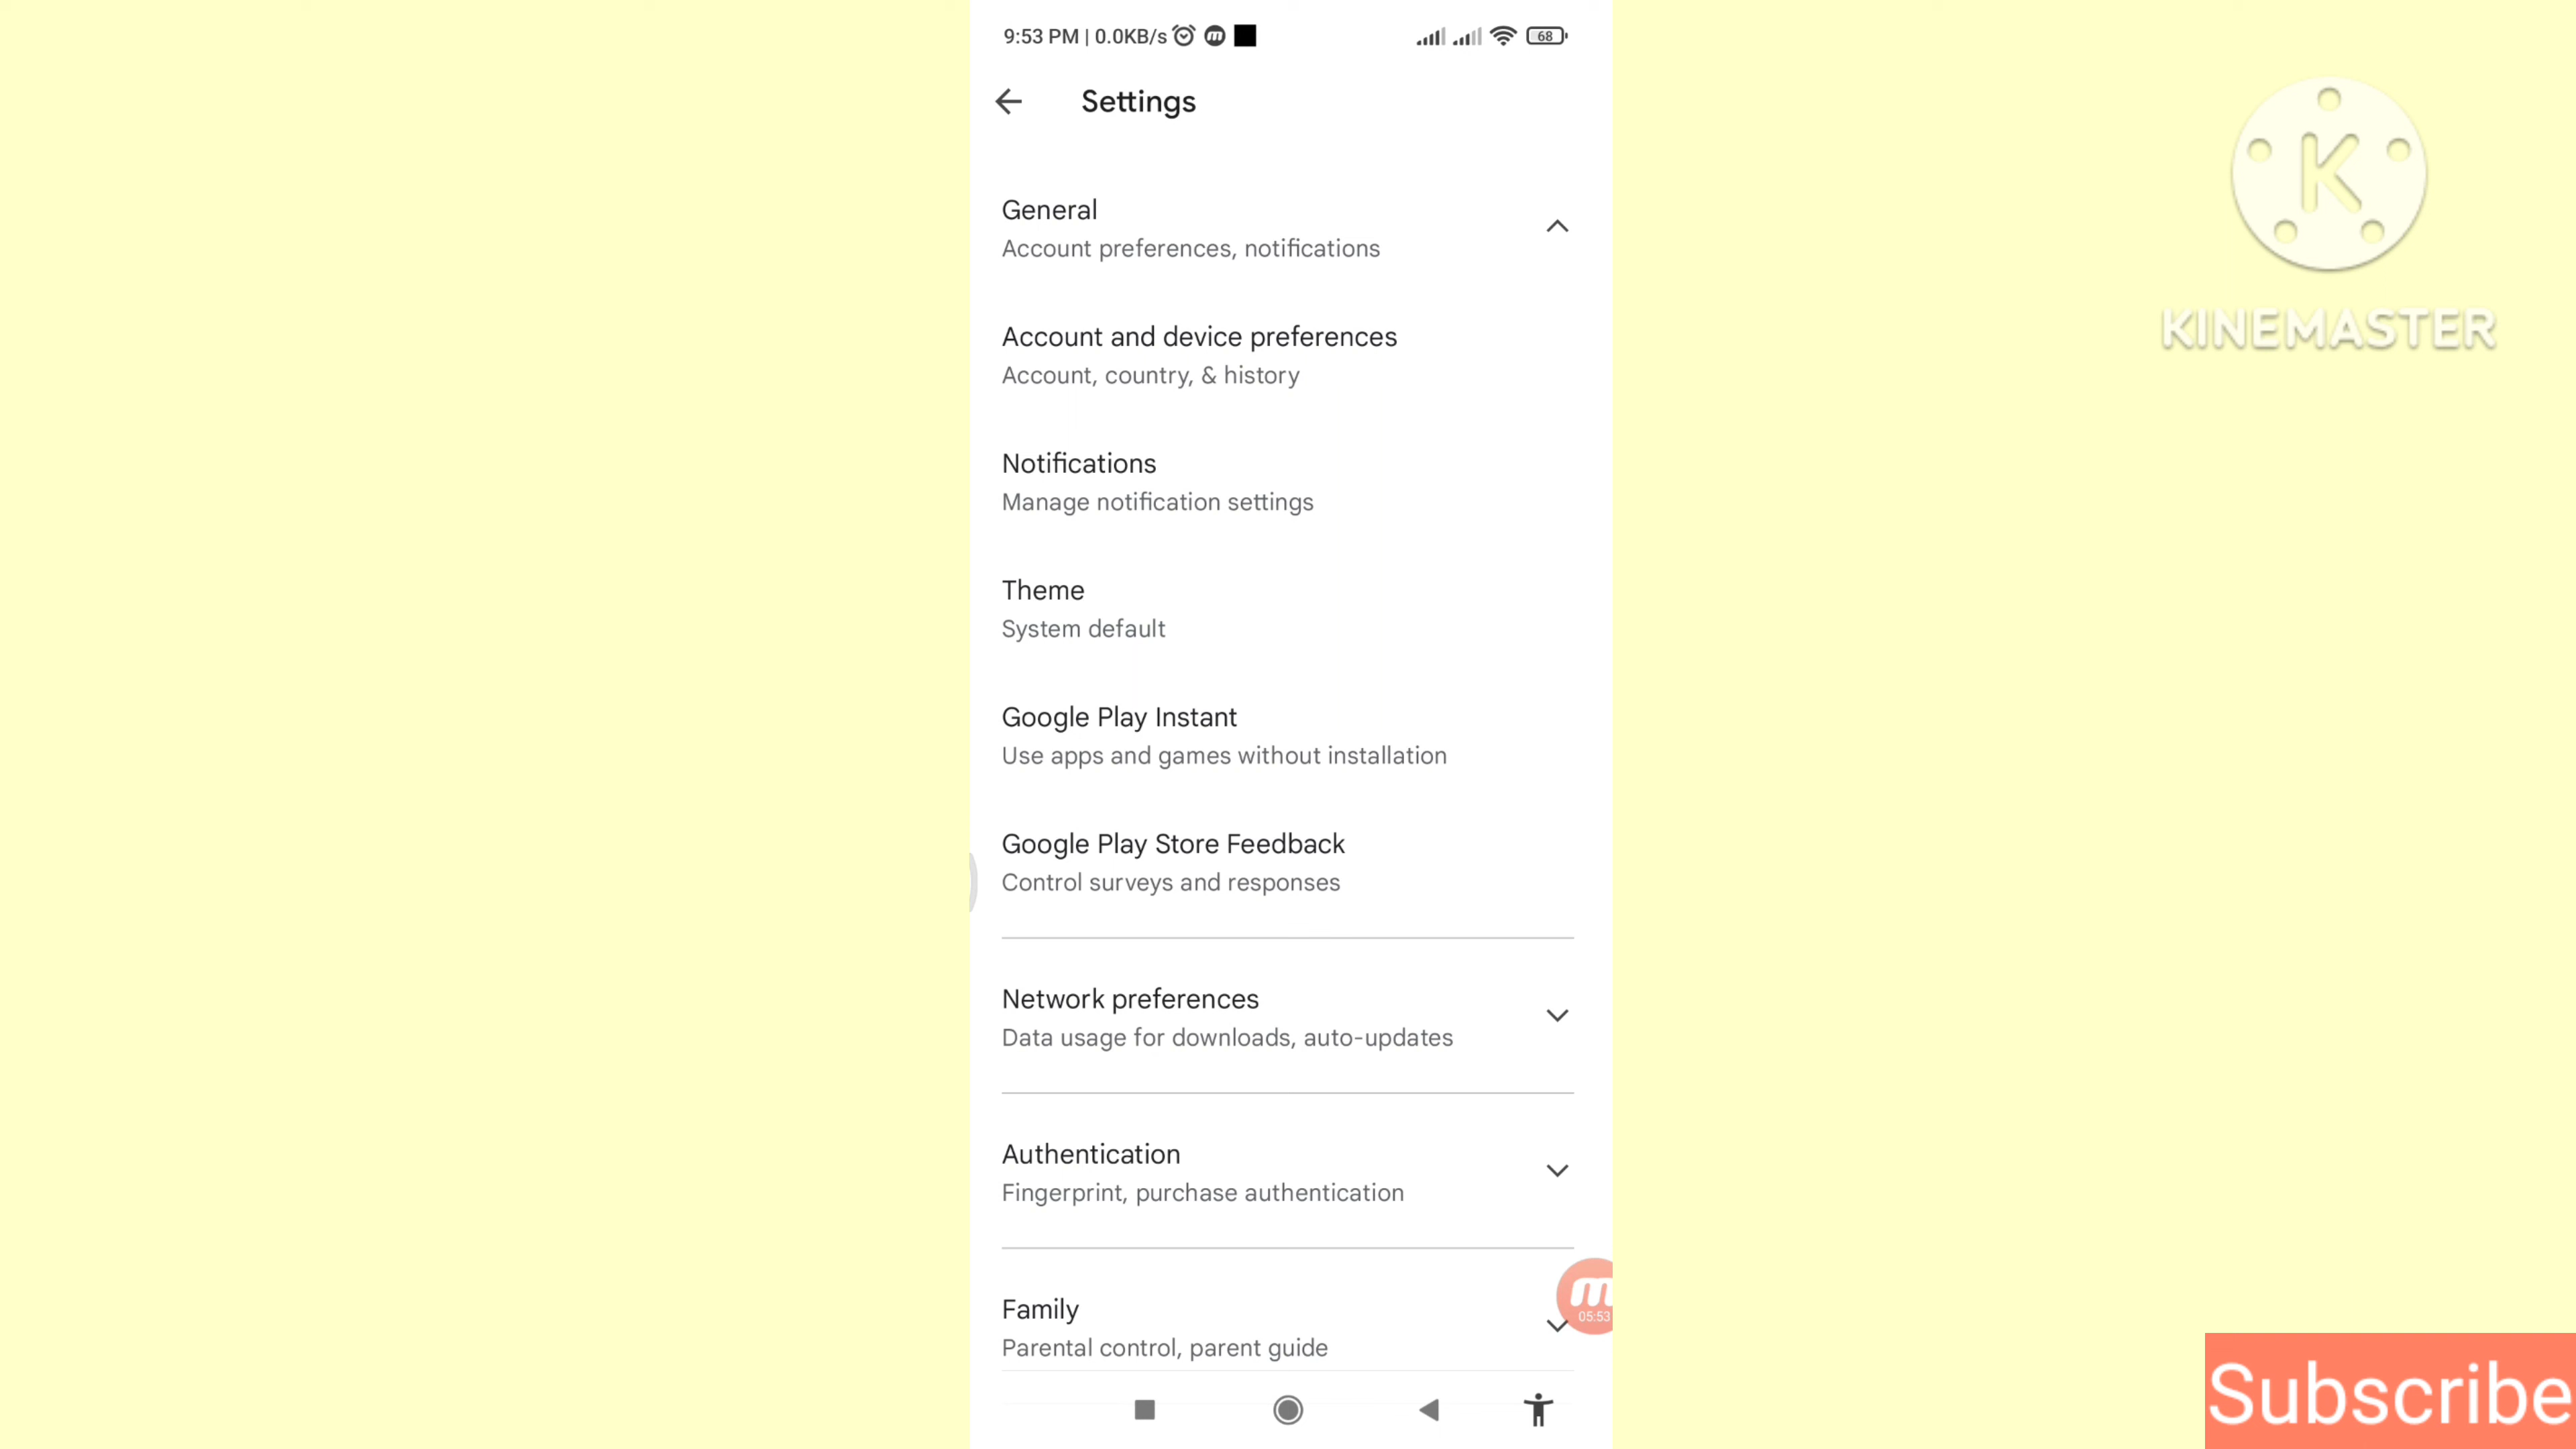 9:53 PM | 0.0KB/s
68
Settings
General
Account preferences, notifications
Account and device preferences
Account, country, & history
Notifications
Manage notification settings
Theme
System default
Google Play Instant
Use apps and games without installation
Google Play Store Feedback
Control surveys and responses
Network preferences
Data usage for downloads, auto-updates
Authentication
Fingerprint, purchase authentication
Family
Parental control, parent guide
05:53
K
KINEMASTER
Subscribe